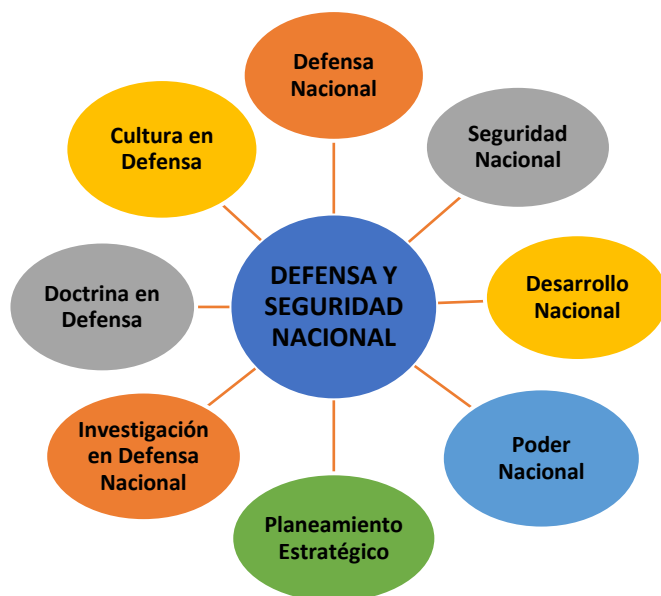 Defensa
Nacional
Seguridad
Nacional
Desarrollo
Nacional
Poder
Nacional
Planeamiento
Estratégico
Investigación
en Defensa
Nacional
Doctrina en
Defensa
Cultura en
Defensa
DEFENSA Y
SEGURIDAD
NACIONAL